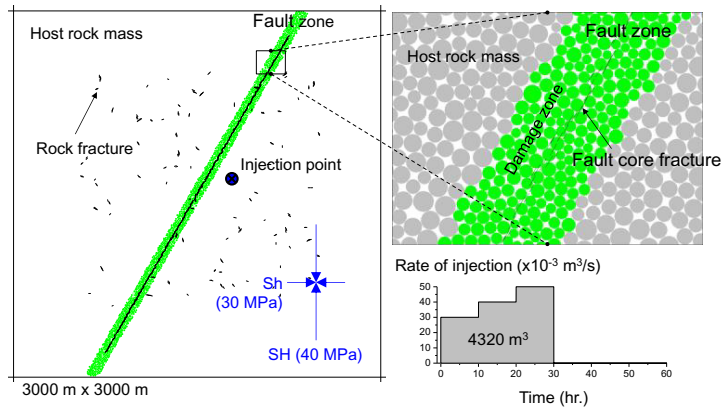 Host rock mass
Fault zone
Rock fracture
Injection point
Sh
(30 MPa)
SH (40 MPa)
3000 m x 3000 m
Fault zone
Host rock mass
Damage zone
Fault core fracture
Rate of injection (x10⁻³ m³/s)
50
40
30
20
10
0
4320 m³
0 10 20 30 40 50 60
Time (hr.)